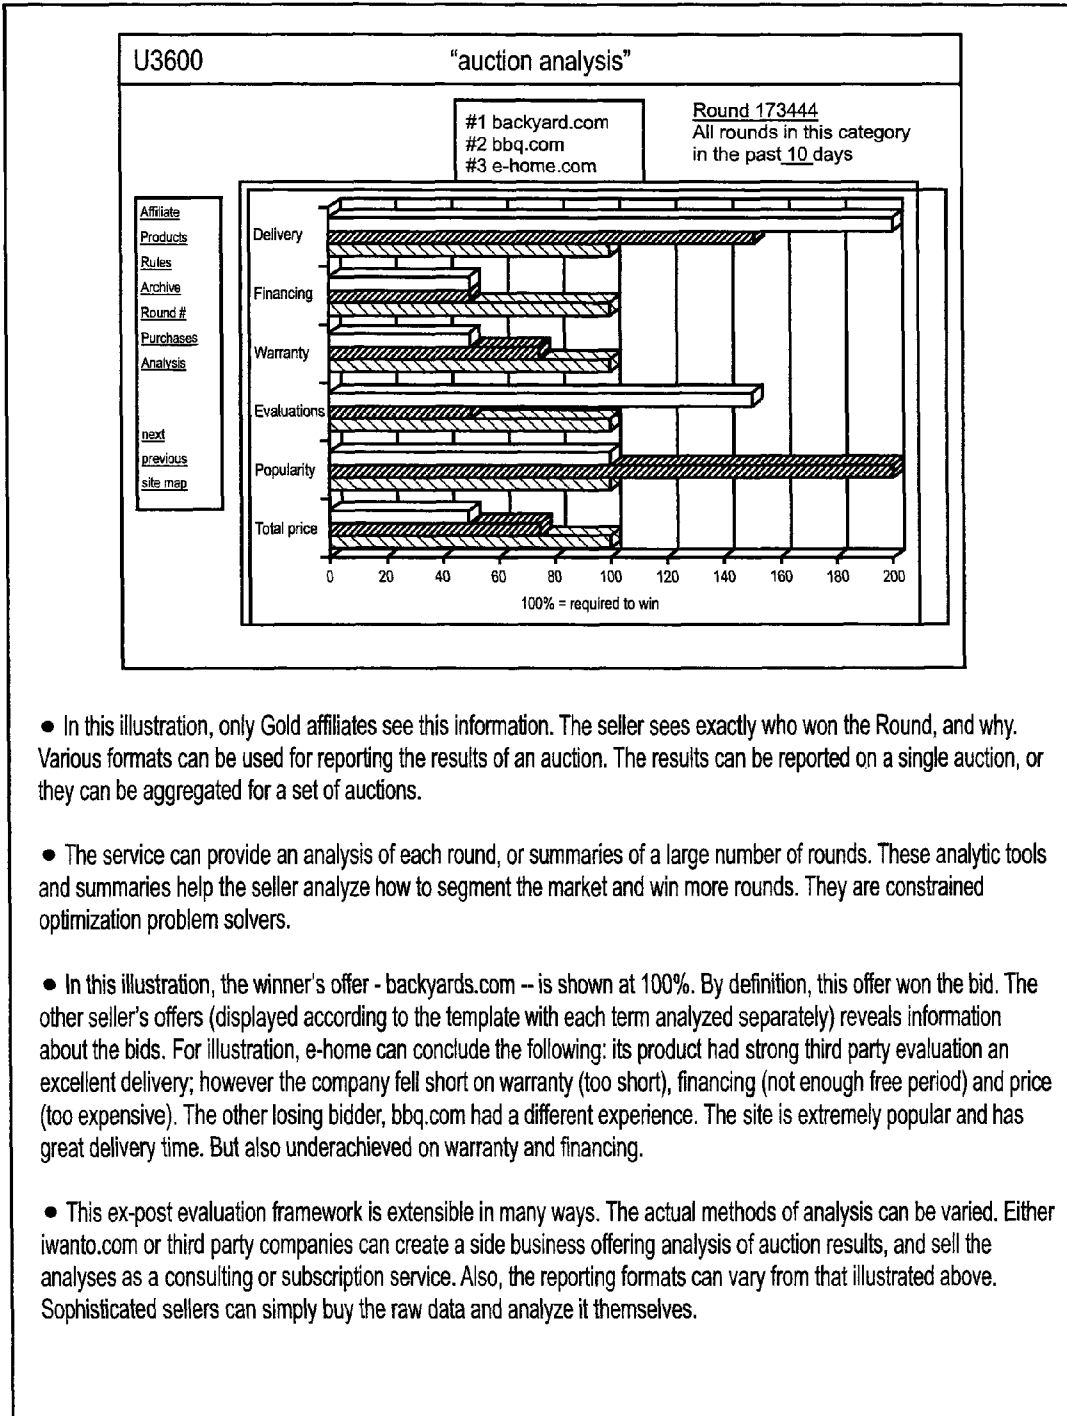 U3600 "auction analysis"
#1 backyard.com
#2 bbq.com
#3 e-home.com
Round 173444
All rounds in this category
in the past 10 days
Affiliate
Products
Rules
Archive
Round #
Purchases
Analysis
next
previous
site map
Delivery
Financing
Warranty
Evaluations
Popularity
Total price
0 20 40 60 80 100 120 140 160 180 200
100% = required to win
● In this illustration, only Gold affiliates see this information. The seller sees exactly who won the Round, and why.
Various formats can be used for reporting the results of an auction. The results can be reported on a single auction, or
they can be aggregated for a set of auctions.
● The service can provide an analysis of each round, or summaries of a large number of rounds. These analytic tools
and summaries help the seller analyze how to segment the market and win more rounds. They are constrained
optimization problem solvers.
● In this illustration, the winner's offer - backyards.com -- is shown at 100%. By definition, this offer won the bid. The
other seller's offers (displayed according to the template with each term analyzed separately) reveals information
about the bids. For illustration, e-home can conclude the following: its product had strong third party evaluation an
excellent delivery; however the company fell short on warranty (too short), financing (not enough free period) and price
(too expensive). The other losing bidder, bbq.com had a different experience. The site is extremely popular and has
great delivery time. But also underachieved on warranty and financing.
● This ex-post evaluation framework is extensible in many ways. The actual methods of analysis can be varied. Either
iwanto.com or third party companies can create a side business offering analysis of auction results, and sell the
analyses as a consulting or subscription service. Also, the reporting formats can vary from that illustrated above.
Sophisticated sellers can simply buy the raw data and analyze it themselves.